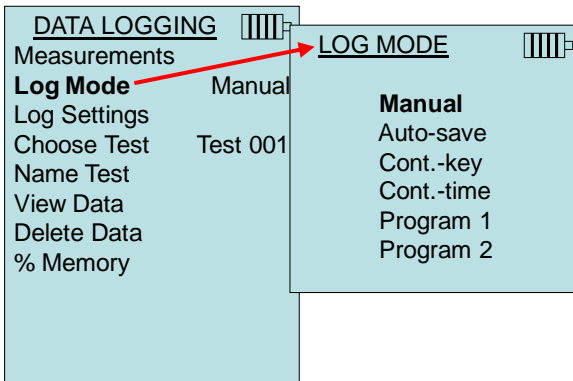 DATA LOGGING
Measurements
Log Mode Manual
Log Settings
Choose Test Test 001
Name Test
View Data
Delete Data
% Memory
LOG MODE
Manual
Auto-save
Cont.-key
Cont.-time
Program 1
Program 2